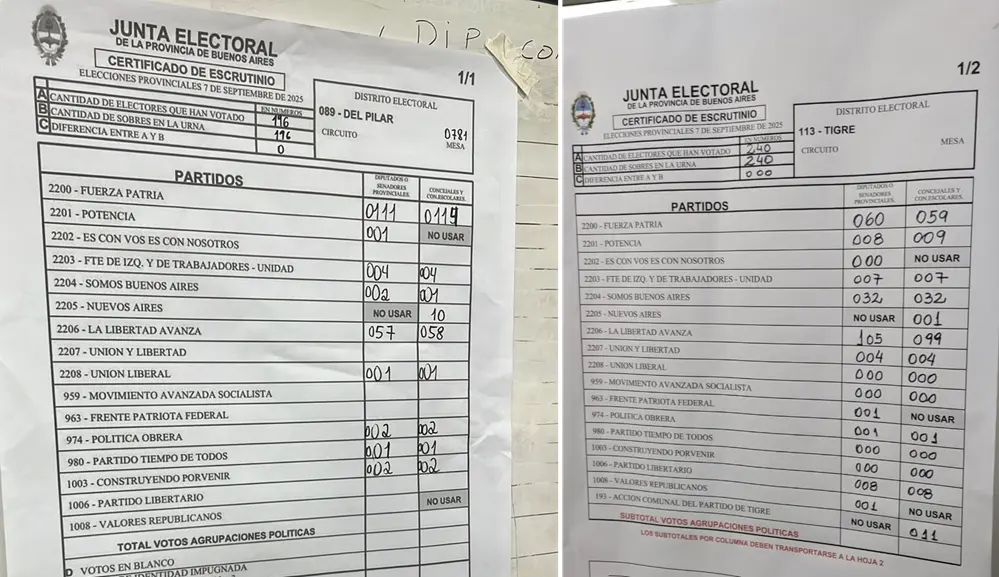 JUNTA ELECTORAL
DE LA PROVINCIA DE BUENOS AIRES
CERTIFICADO DE ESCRUTINIO
ELECCIONES PROVINCIALES 7 DE SEPTIEMBRE DE 2025
1/1
EN NUMEROS
A CANTIDAD DE ELECTORES QUE HAN VOTADO 196
B CANTIDAD DE SOBRES EN LA URNA 196
C DIFERENCIA ENTRE A Y B 0
DISTRITO ELECTORAL
089 - DEL PILAR
CIRCUITO 0781
MESA
PARTIDOS
DIPUTADOS O SENADORES PROVINCIALES.
CONCEJALES Y CON.ESCOLARES.
2200 - FUERZA PATRIA
2201 - POTENCIA 0111 0114
2202 - ES CON VOS ES CON NOSOTROS 001 NO USAR
2203 - FTE DE IZQ. Y DE TRABAJADORES - UNIDAD 004 004
2204 - SOMOS BUENOS AIRES 002 001
2205 - NUEVOS AIRES NO USAR 10
2206 - LA LIBERTAD AVANZA 057 058
2207 - UNION Y LIBERTAD
2208 - UNION LIBERAL 001 001
959 - MOVIMIENTO AVANZADA SOCIALISTA
963 - FRENTE PATRIOTA FEDERAL
974 - POLITICA OBRERA 002 002
980 - PARTIDO TIEMPO DE TODOS 001 01
1003 - CONSTRUYENDO PORVENIR 002 002
1006 - PARTIDO LIBERTARIO NO USAR
1008 - VALORES REPUBLICANOS
TOTAL VOTOS AGRUPACIONES POLITICAS
D VOTOS EN BLANCO
DE IDENTIDAD IMPUGNADA
DIP
CO
JUNTA ELECTORAL
DE LA PROVINCIA DE BUENOS AIRES
CERTIFICADO DE ESCRUTINIO
ELECCIONES PROVINCIALES 7 DE SEPTIEMBRE DE 2025
1/2
EN NUMEROS
A CANTIDAD DE ELECTORES QUE HAN VOTADO 240
B CANTIDAD DE SOBRES EN LA URNA 240
C DIFERENCIA ENTRE A Y B 000
DISTRITO ELECTORAL
113 - TIGRE
CIRCUITO
MESA
PARTIDOS
DIPUTADOS O SENADORES PROVINCIALES.
CONCEJALES Y CON.ESCOLARES.
2200 - FUERZA PATRIA 060 059
2201 - POTENCIA 008 009
2202 - ES CON VOS ES CON NOSOTROS 000 NO USAR
2203 - FTE DE IZQ. Y DE TRABAJADORES - UNIDAD 007 007
2204 - SOMOS BUENOS AIRES 032 032
2205 - NUEVOS AIRES NO USAR 001
2206 - LA LIBERTAD AVANZA 105 099
2207 - UNION Y LIBERTAD 004 004
2208 - UNION LIBERAL 000 000
959 - MOVIMIENTO AVANZADA SOCIALISTA 000 000
963 - FRENTE PATRIOTA FEDERAL 001 NO USAR
974 - POLITICA OBRERA 001 001
980 - PARTIDO TIEMPO DE TODOS 000 000
1003 - CONSTRUYENDO PORVENIR 000 000
1006 - PARTIDO LIBERTARIO 008 008
1008 - VALORES REPUBLICANOS 001 NO USAR
193 - ACCION COMUNAL DEL PARTIDO DE TIGRE NO USAR 011
SUBTOTAL VOTOS AGRUPACIONES POLITICAS
LOS SUBTOTALES POR COLUMNA DEBEN TRANSPORTARSE A LA HOJA 2